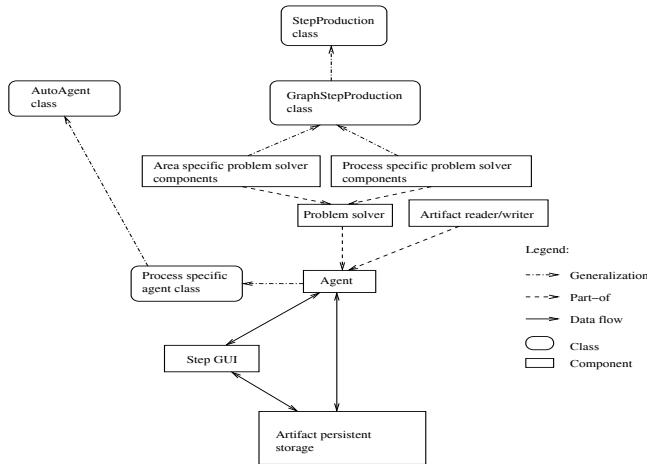 StepProduction
class
AutoAgent
class
GraphStepProduction
class
Area specific problem solver
components
Process specific problem solver
components
Problem solver
Artifact reader/writer
Legend:
Process specific
agent class
Agent
Generalization
Part-of
Data flow
Step GUI
Class
Component
Artifact persistent
storage